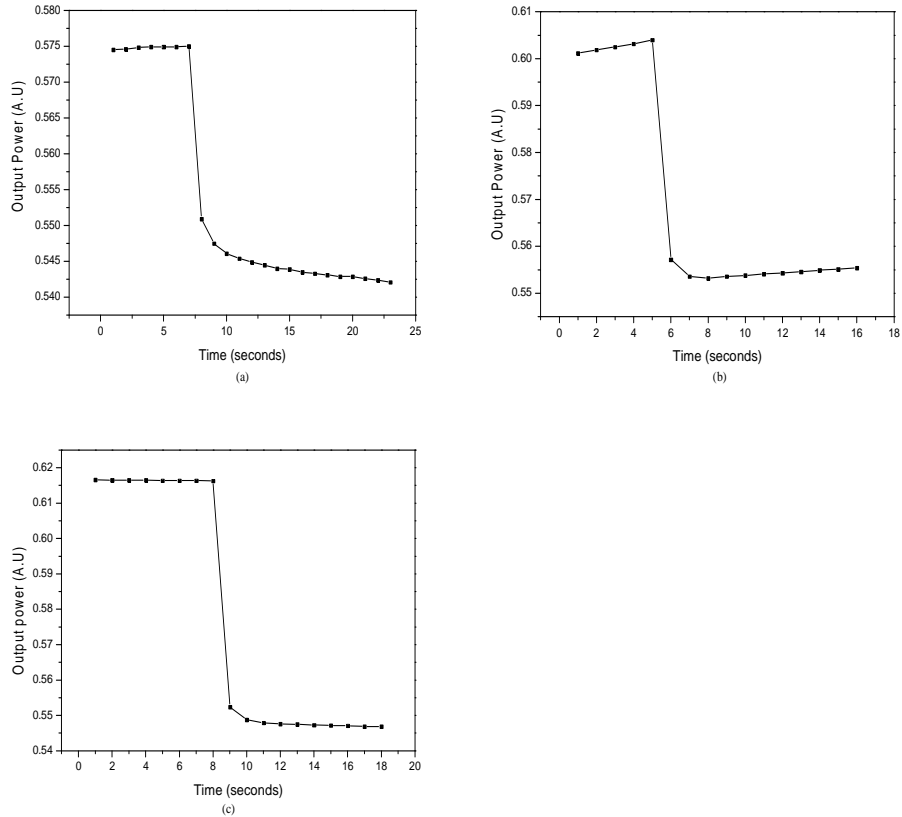 0.580
0.575
0.570
0.565
0.560
0.555
0.550
0.545
0.540
Output Power (A.U)
0 5 10 15 20 25
Time (seconds)
(a)
0.61
0.60
0.59
0.58
0.57
0.56
0.55
Output Power (A.U)
0 2 4 6 8 10 12 14 16 18
Time (seconds)
(b)
0.62
0.61
0.60
0.59
0.58
0.57
0.56
0.55
0.54
Output power (A.U)
0 2 4 6 8 10 12 14 16 18 20
Time (seconds)
(c)